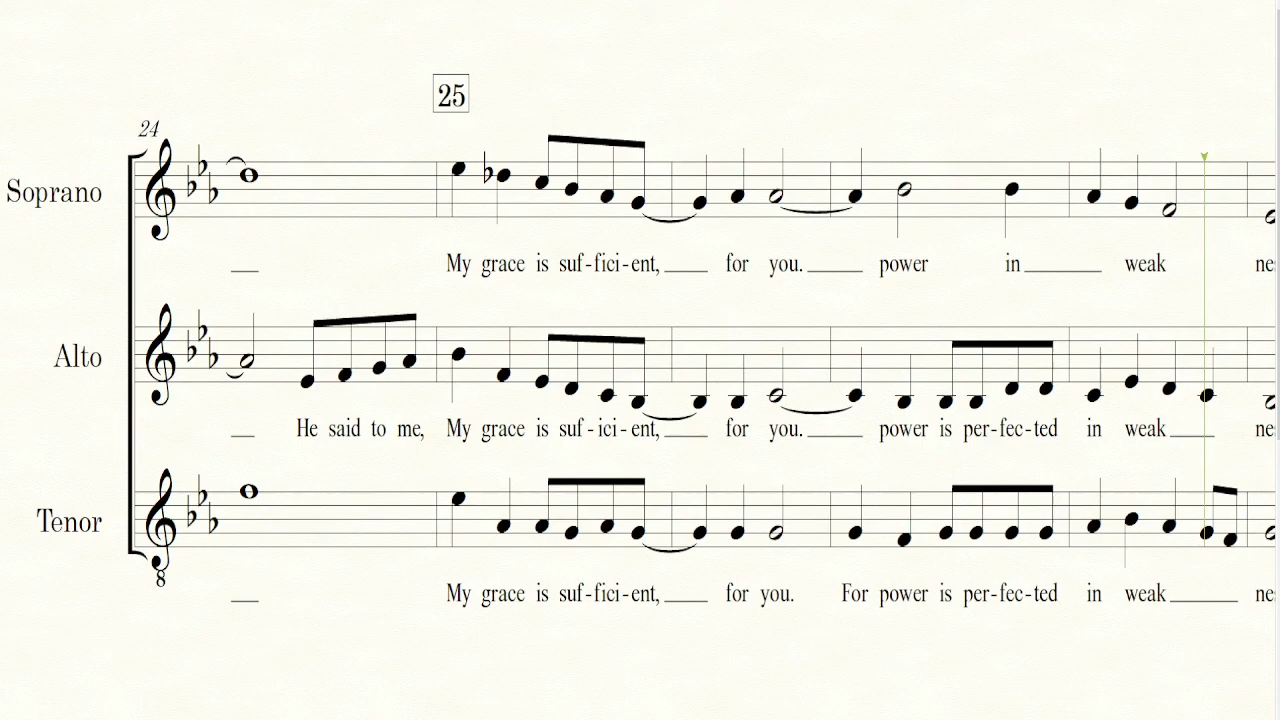 25
24
Soprano
My grace is suf-fici-ent, for you. power in weak ne
Alto
He said to me, My grace is suf-ici-ent, for you. power is per-fec-ted in weak ne
Tenor
8
My grace is suf-fici-ent, for you. For power is per-fec-ted in weak ne